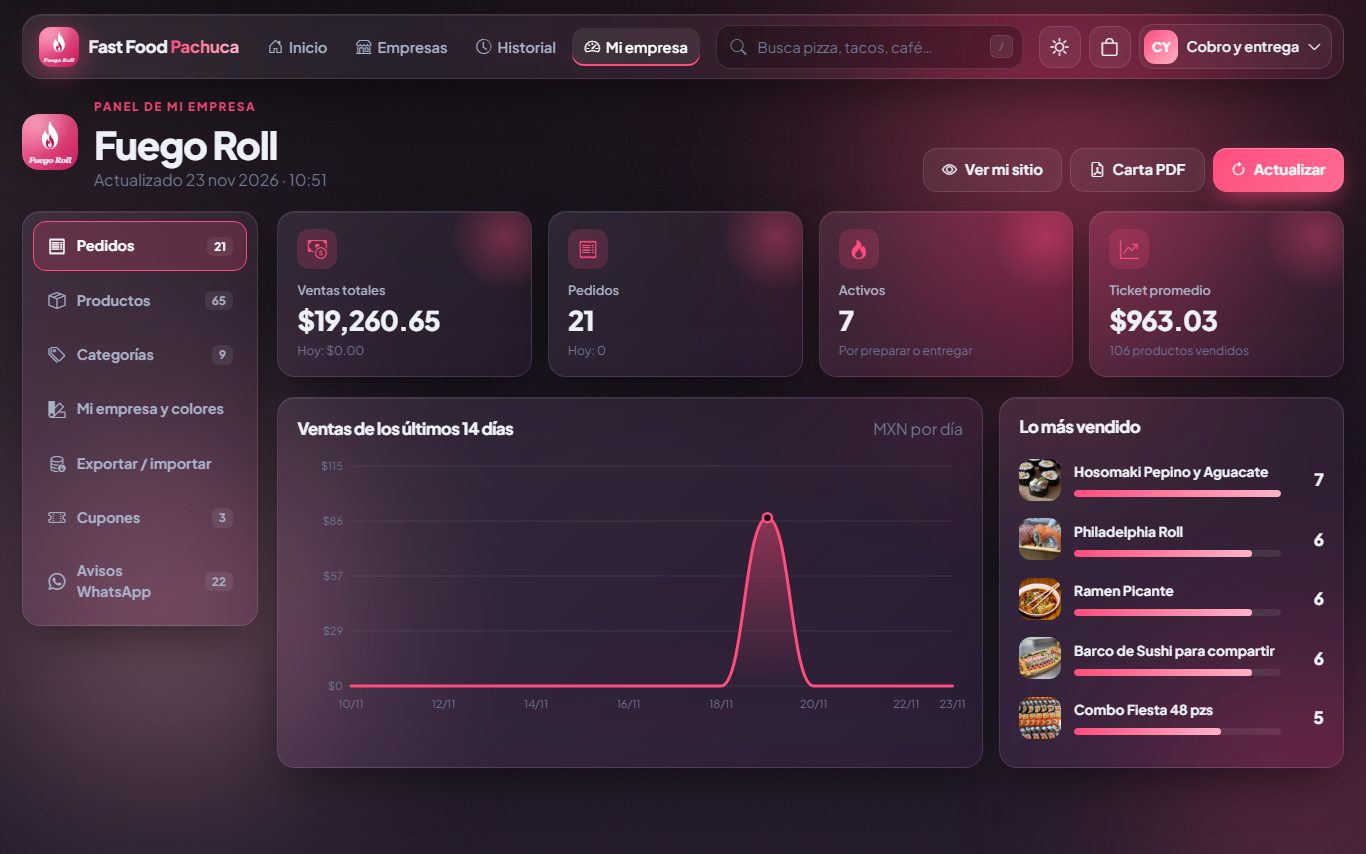 Fuego Roll
Fast Food Pachuca
Inicio
Empresas
Historial
Mi empresa
Busca pizza, tacos, café...
/
CY
Cobro y entrega
Fuego Roll
PANEL DE MI EMPRESA
Fuego Roll
Actualizado 23 nov 2026 · 10:51
Ver mi sitio
Carta PDF
Actualizar
Pedidos 21
Productos 65
Categorías 9
Mi empresa y colores
Exportar / importar
Cupones 3
Avisos
WhatsApp 22
Ventas totales
$19,260.65
Hoy: $0.00
Pedidos
21
Hoy: 0
Activos
7
Por preparar o entregar
Ticket promedio
$963.03
106 productos vendidos
Ventas de los últimos 14 días
MXN por día
$115
$86
$57
$29
$0
10/11 12/11 14/11 16/11 18/11 20/11 22/11 23/11
Lo más vendido
Hosomaki Pepino y Aguacate 7
Philadelphia Roll 6
Ramen Picante 6
Barco de Sushi para compartir 6
Combo Fiesta 48 pzs 5